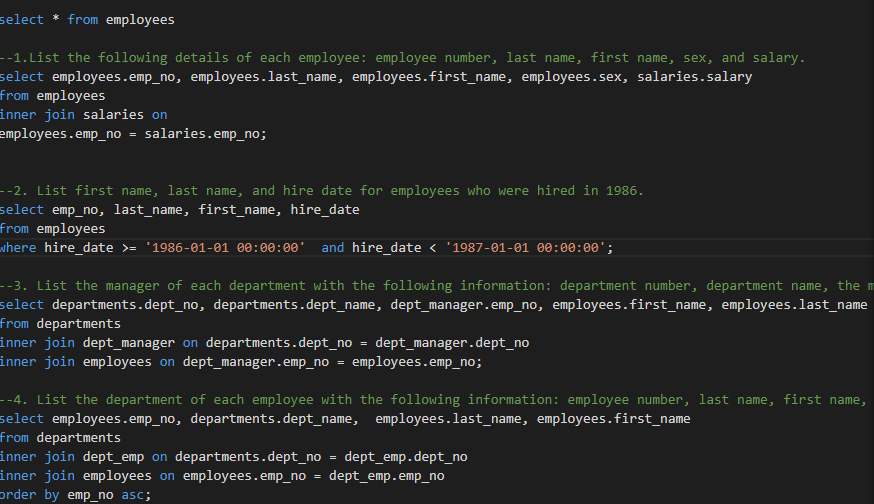 select * from employees
--1.List the following details of each employee: employee number, last name, first name, sex, and salary.
select employees.emp_no, employees.last_name, employees.first_name, employees.sex, salaries.salary
from employees
inner join salaries on
employees.emp_no = salaries.emp_no;
--2. List first name, last name, and hire date for employees who were hired in 1986.
select emp_no, last_name, first_name, hire_date
from employees
where hire_date >= '1986-01-01 00:00:00'  and hire_date < '1987-01-01 00:00:00';
--3. List the manager of each department with the following information: department number, department name, the m
select departments.dept_no, departments.dept_name, dept_manager.emp_no, employees.first_name, employees.last_name
from departments
inner join dept_manager on departments.dept_no = dept_manager.dept_no
inner join employees on dept_manager.emp_no = employees.emp_no;
--4. List the department of each employee with the following information: employee number, last name, first name,
select employees.emp_no, departments.dept_name,  employees.last_name, employees.first_name
from departments
inner join dept_emp on departments.dept_no = dept_emp.dept_no
inner join employees on employees.emp_no = dept_emp.emp_no
order by emp_no asc;